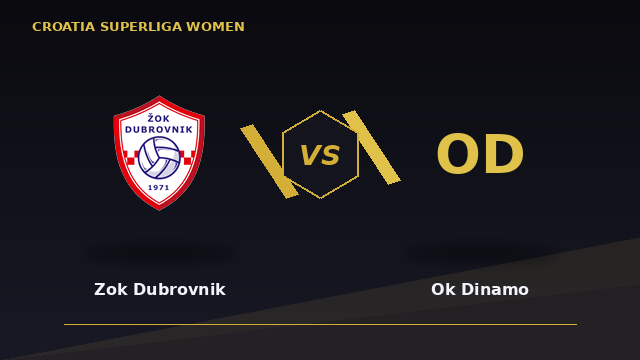 CROATIA SUPERLIGA WOMEN
ŽOK
DUBROVNIK
1971
VS
OD
Zok Dubrovnik
Ok Dinamo